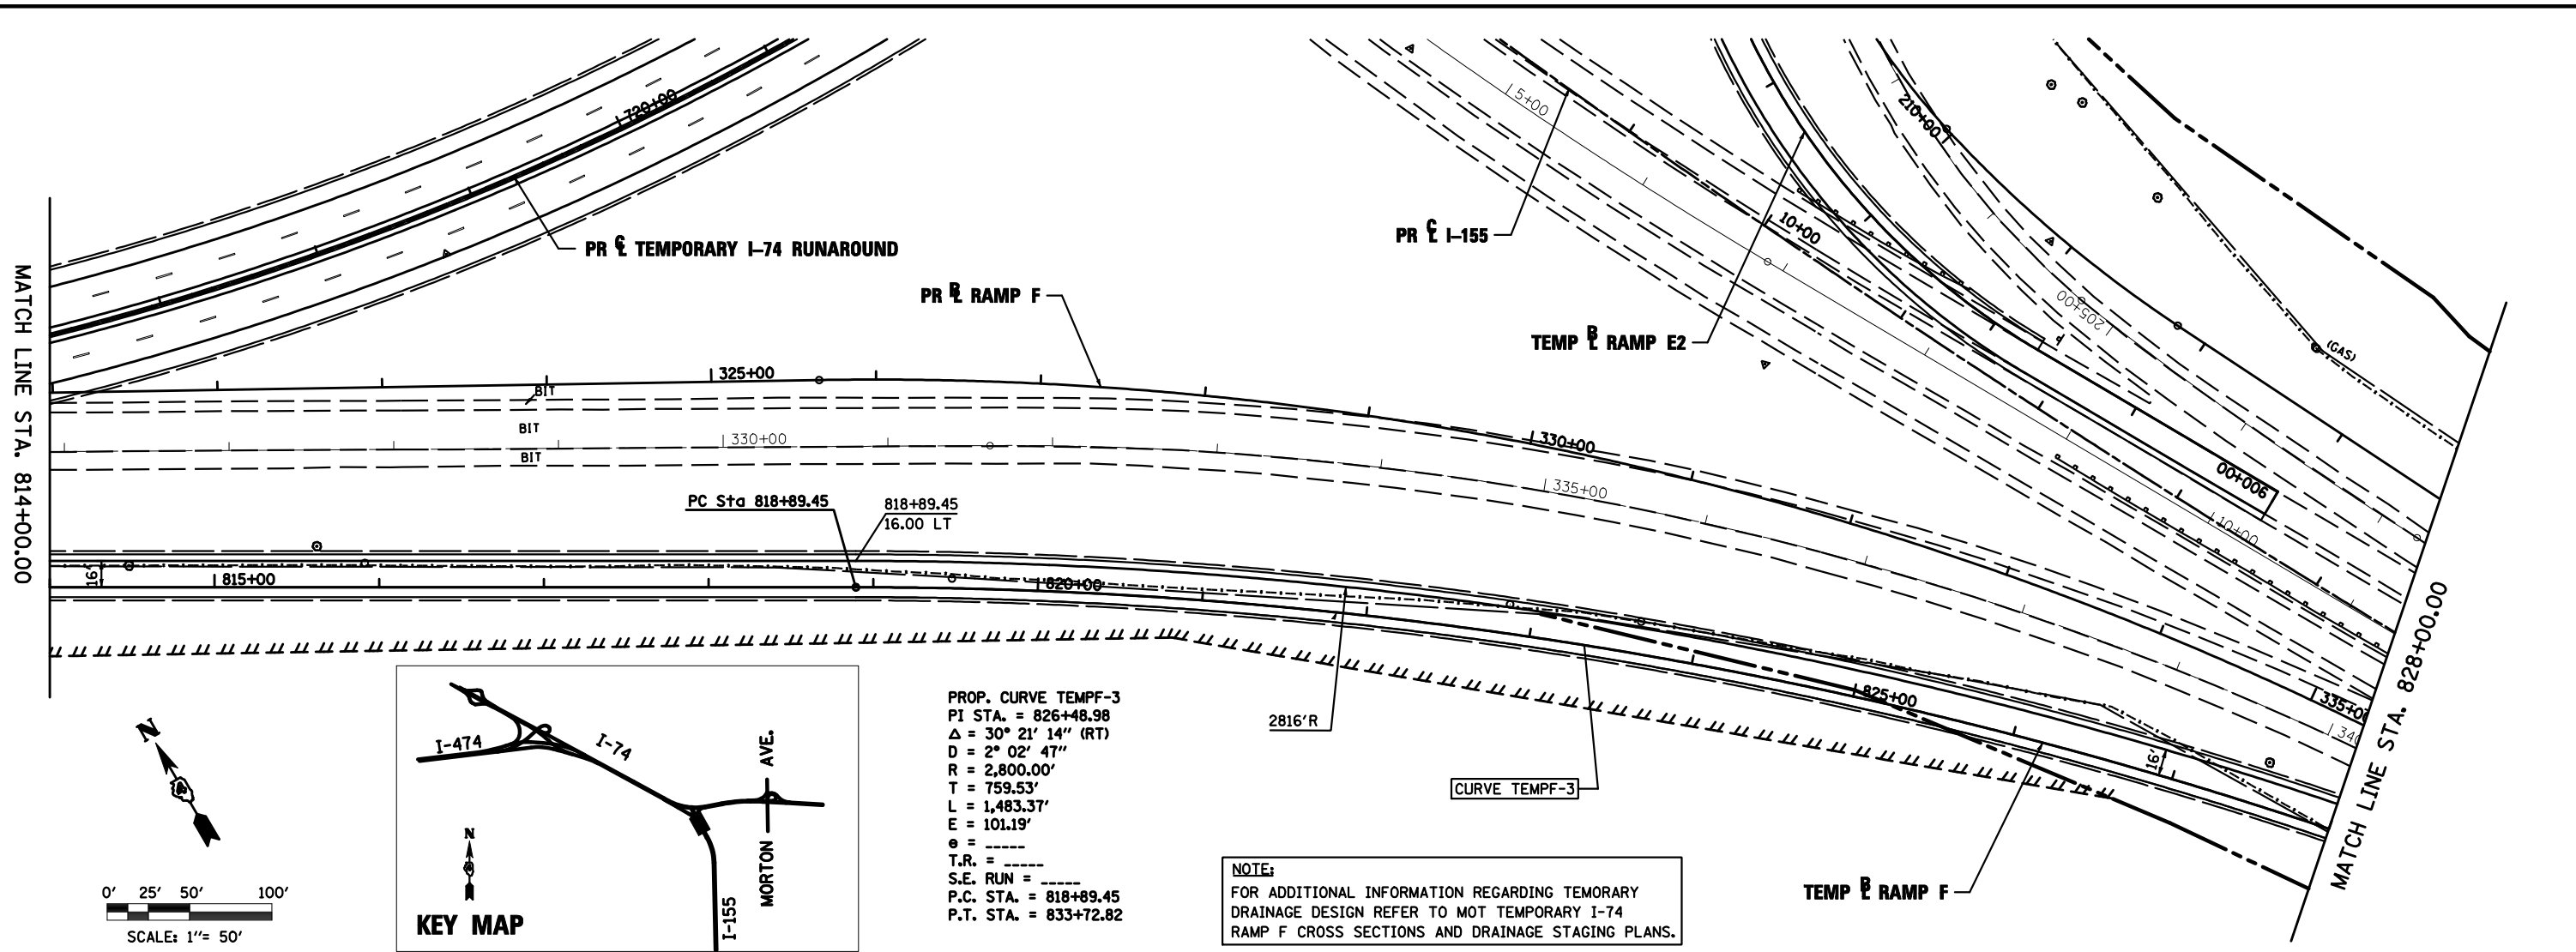 720+00
5+00
210+00
PR ℄ TEMPORARY I-74 RUNAROUND
PR ℄ I-155
10+00
PR B͟L RAMP F
TEMP B͟L RAMP E2
205+00
(GAS)
MATCH LINE STA. 814+00.00
325+00
BIT
BIT
330+00
BIT
330+00
335+00
900+00
10+00
PC Sta 818+89.45
818+89.45
16.00 LT
16'
815+00
820+00
825+00
335+00
340
16'
2816'R
CURVE TEMPF-3
TEMP B͟L RAMP F
MATCH LINE STA. 828+00.00
N
0' 25' 50' 100'
SCALE: 1"= 50'
I-474
I-74
MORTON AVE.
I-155
N
KEY MAP
PROP. CURVE TEMPF-3
PI STA. = 826+48.98
Δ = 30° 21' 14" (RT)
D = 2° 02' 47"
R = 2,800.00'
T = 759.53'
L = 1,483.37'
E = 101.19'
e = _____
T.R. = _____
S.E. RUN = _____
P.C. STA. = 818+89.45
P.T. STA. = 833+72.82
NOTE:
FOR ADDITIONAL INFORMATION REGARDING TEMORARY
DRAINAGE DESIGN REFER TO MOT TEMPORARY I-74
RAMP F CROSS SECTIONS AND DRAINAGE STAGING PLANS.